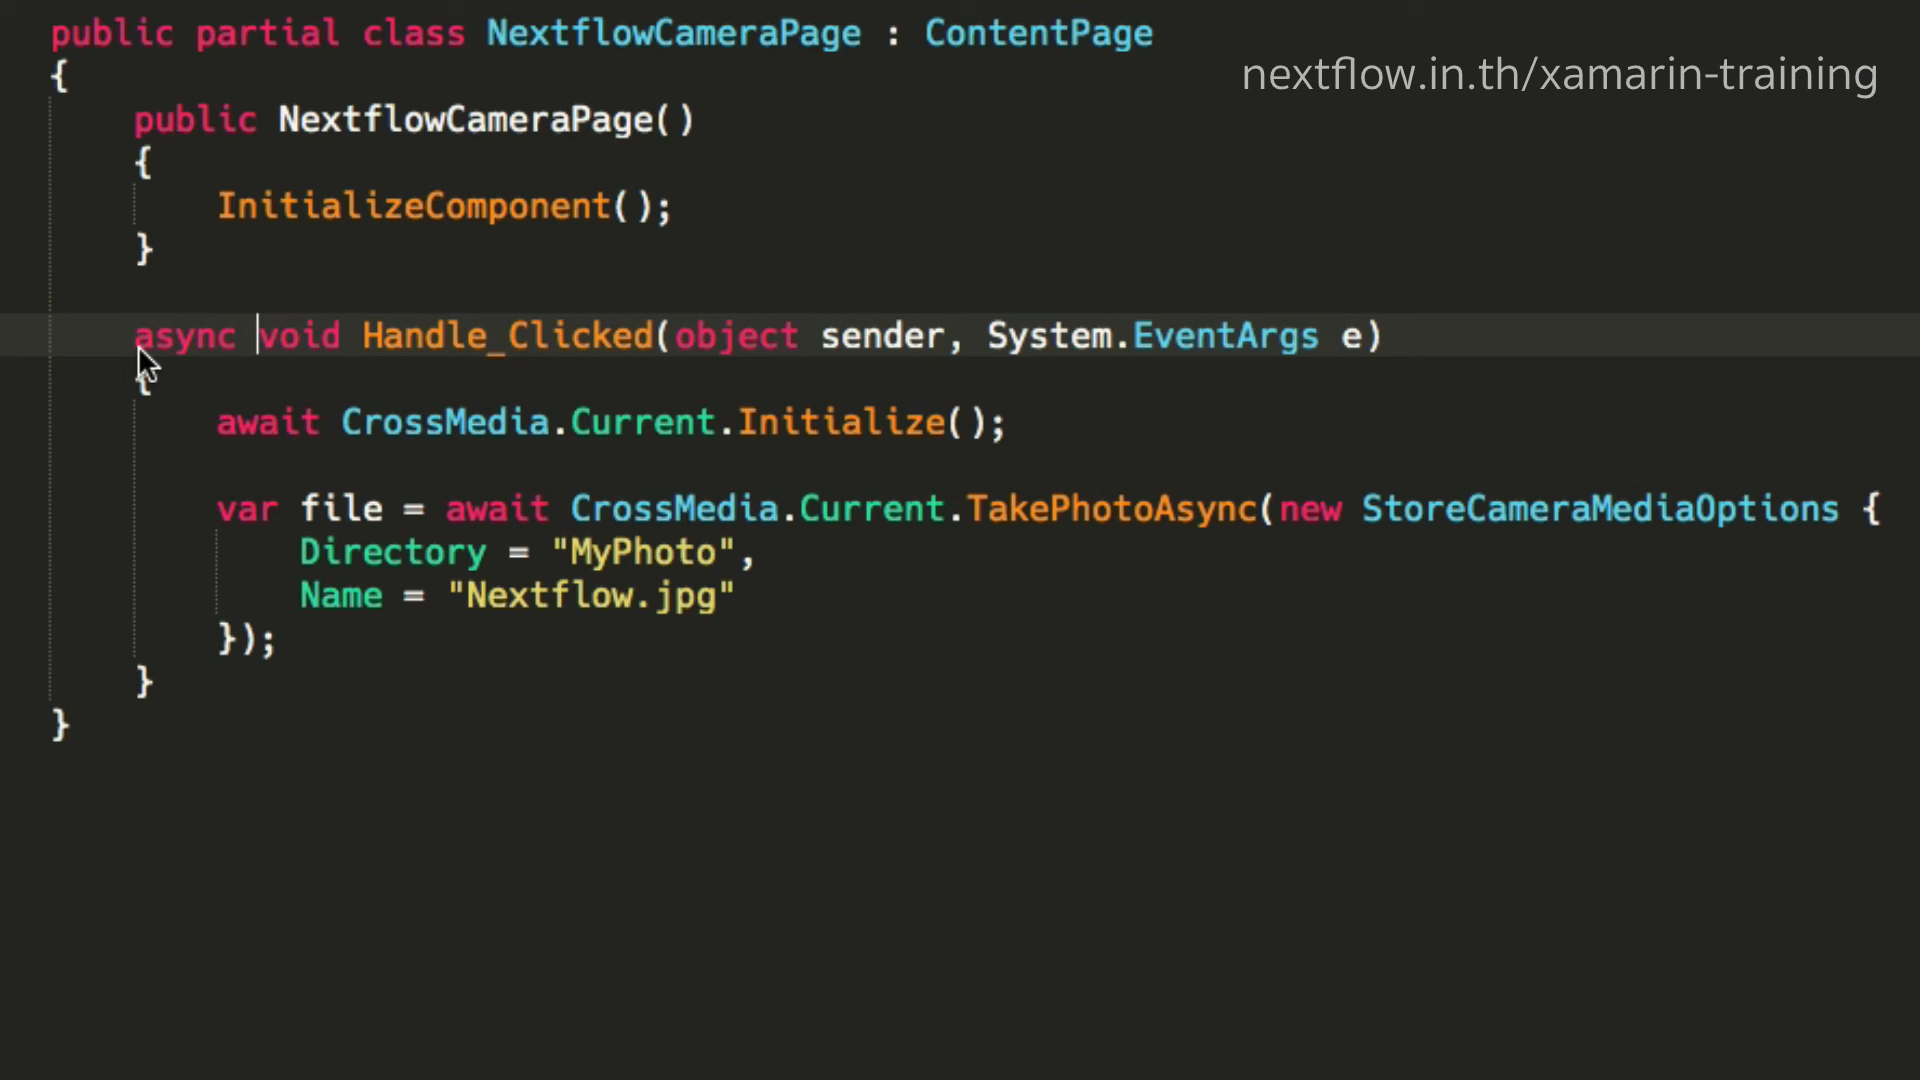 public partial class NextflowCameraPage : ContentPage
{
nextflow.in.th/xamarin-training
public NextflowCameraPage()
{
InitializeComponent();
}
async void Handle_Clicked(object sender, System.EventArgs e)
{
await CrossMedia.Current.Initialize();
var file = await CrossMedia.Current.TakePhotoAsync(new StoreCameraMediaOptions {
Directory = "MyPhoto",
Name = "Nextflow.jpg"
});
}
}